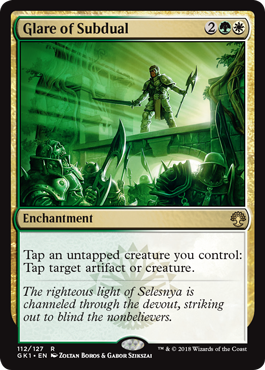 Glare of Subdual 2
Enchantment
Tap an untapped creature you control:
Tap target artifact or creature.
The righteous light of Selesnya is
channeled through the devout, striking
out to blind the nonbelievers.
112/127 R
GK1 • EN Zoltan Boros & Gabor Szikszai
™ & © 2018 Wizards of the Coast